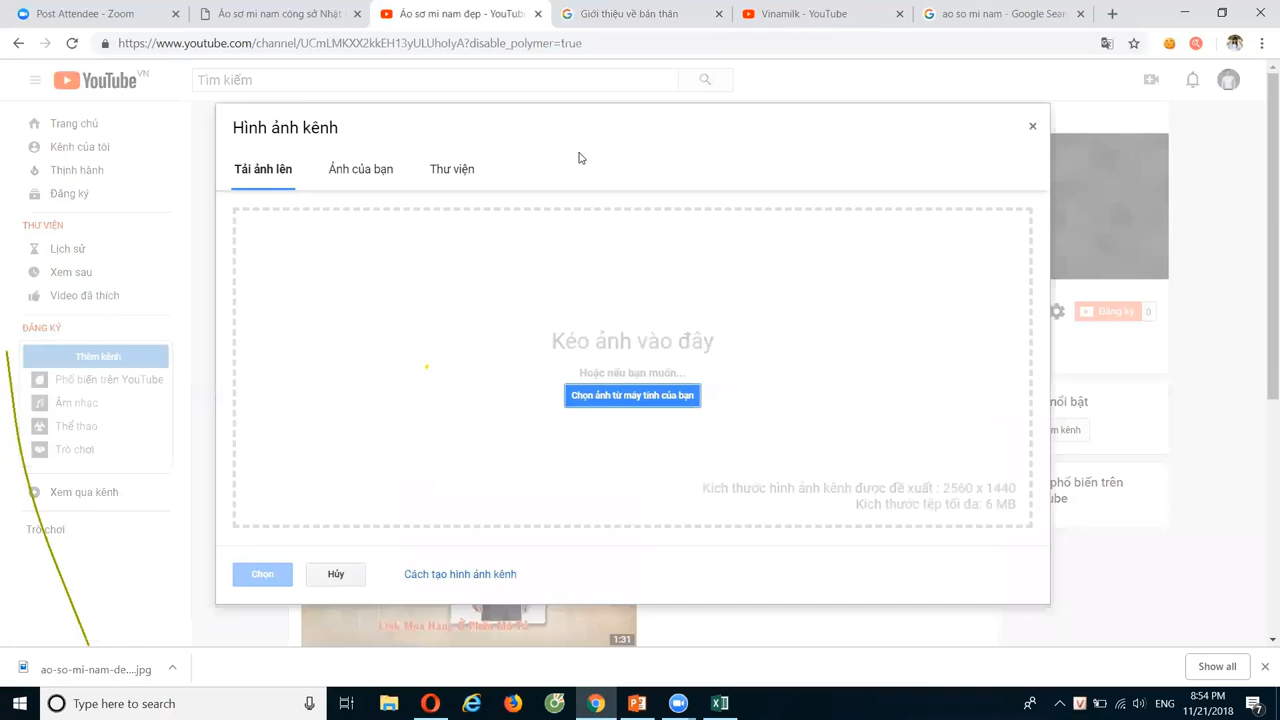 Post Attendee - Zoom
Áo sơ mi nam công sở Nhật
Áo sơ mi nam đẹp - YouTub
Giới thiệu về bản thân
Vinamilk - YouTube
ao so mi nam - Google Sear
https://www.youtube.com/channel/UCmLMKXX2kkEH13yULUhoIyA?disable_polymer=true
YouTube VN
Tìm kiếm
Trang chủ
Kênh của tôi
Thịnh hành
Đăng ký
THƯ VIỆN
Lịch sử
Xem sau
Video đã thích
ĐĂNG KÝ
Thêm kênh
Phổ biến trên YouTube
Âm nhạc
Thể thao
Trò chơi
Xem qua kênh
Trò chơi
Hình ảnh kênh
Tải ảnh lên
Ảnh của bạn
Thư viện
Kéo ảnh vào đây
Hoặc nếu bạn muốn...
Chọn ảnh từ máy tính của bạn
Kích thước hình ảnh kênh được đề xuất : 2560 x 1440
Kích thước tệp tối đa: 6 MB
Chọn
Hủy
Cách tạo hình ảnh kênh
Đăng ký 0
nổi bật
m kênh
phổ biến trên
ube
Link Mua Hàng Ở Phần Mô Tả
1:31
ao-so-mi-nam-de....jpg
Show all
Type here to search
ENG
8:54 PM
11/21/2018
7